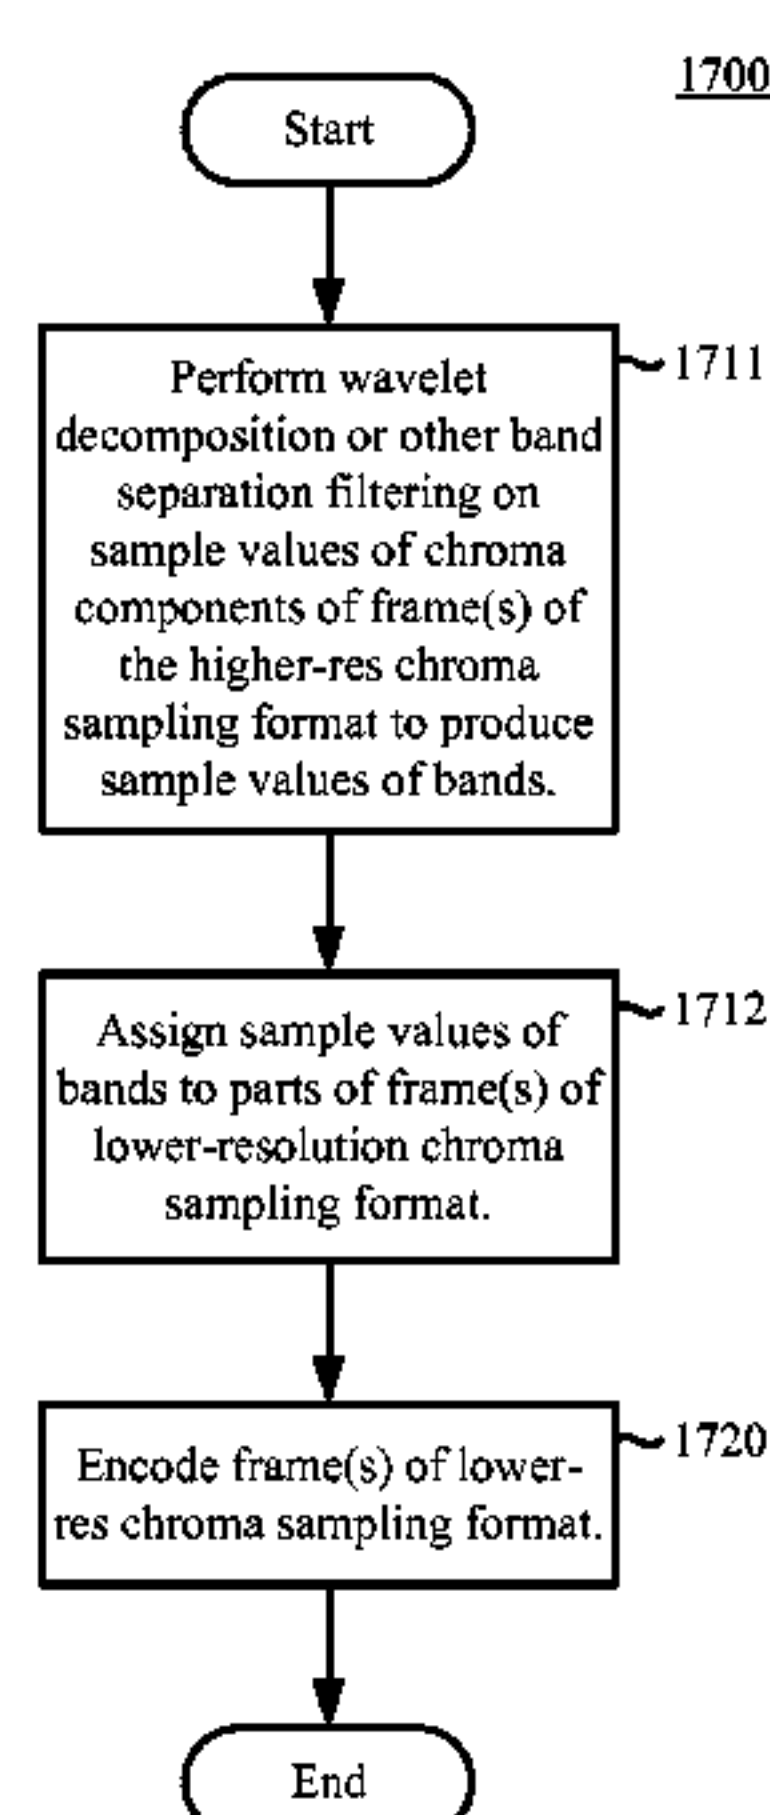 1700
Start
Perform wavelet
decomposition or other band
separation filtering on
sample values of chroma
components of frame(s) of
the higher-res chroma
sampling format to produce
sample values of bands.
1711
Assign sample values of
bands to parts of frame(s) of
lower-resolution chroma
sampling format.
1712
Encode frame(s) of lower-
res chroma sampling format.
1720
End